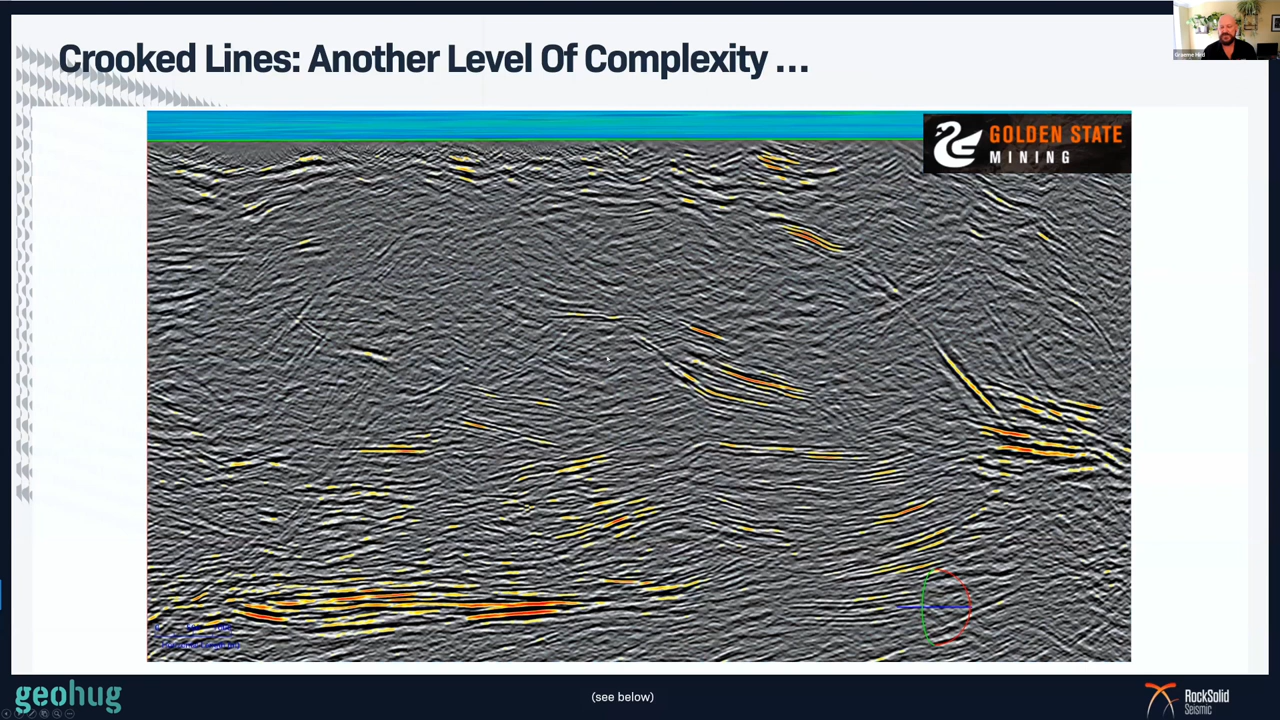 Crooked Lines: Another Level Of Complexity ...
GOLDEN STATE
MINING
geohug
(see below)
RockSolid
Seismic